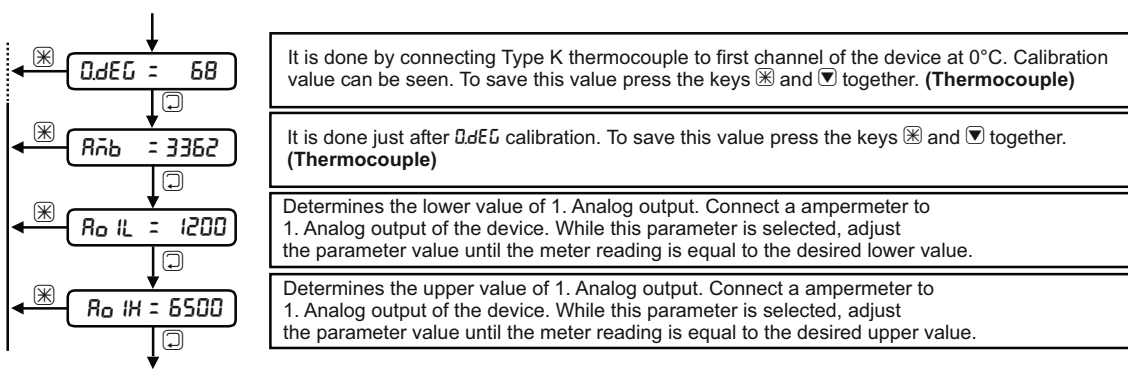 0.dEG = 68
It is done by connecting Type K thermocouple to first channel of the device at 0°C. Calibration
value can be seen. To save this value press the keys ⛯ and ▼ together. (Thermocouple)
Amb = 3362
It is done just after 0.dEG calibration. To save this value press the keys ⛯ and ▼ together.
(Thermocouple)
Ao 1L = 1200
Determines the lower value of 1. Analog output. Connect a ampermeter to
1. Analog output of the device. While this parameter is selected, adjust
the parameter value until the meter reading is equal to the desired lower value.
Ao 1H = 6500
Determines the upper value of 1. Analog output. Connect a ampermeter to
1. Analog output of the device. While this parameter is selected, adjust
the parameter value until the meter reading is equal to the desired upper value.